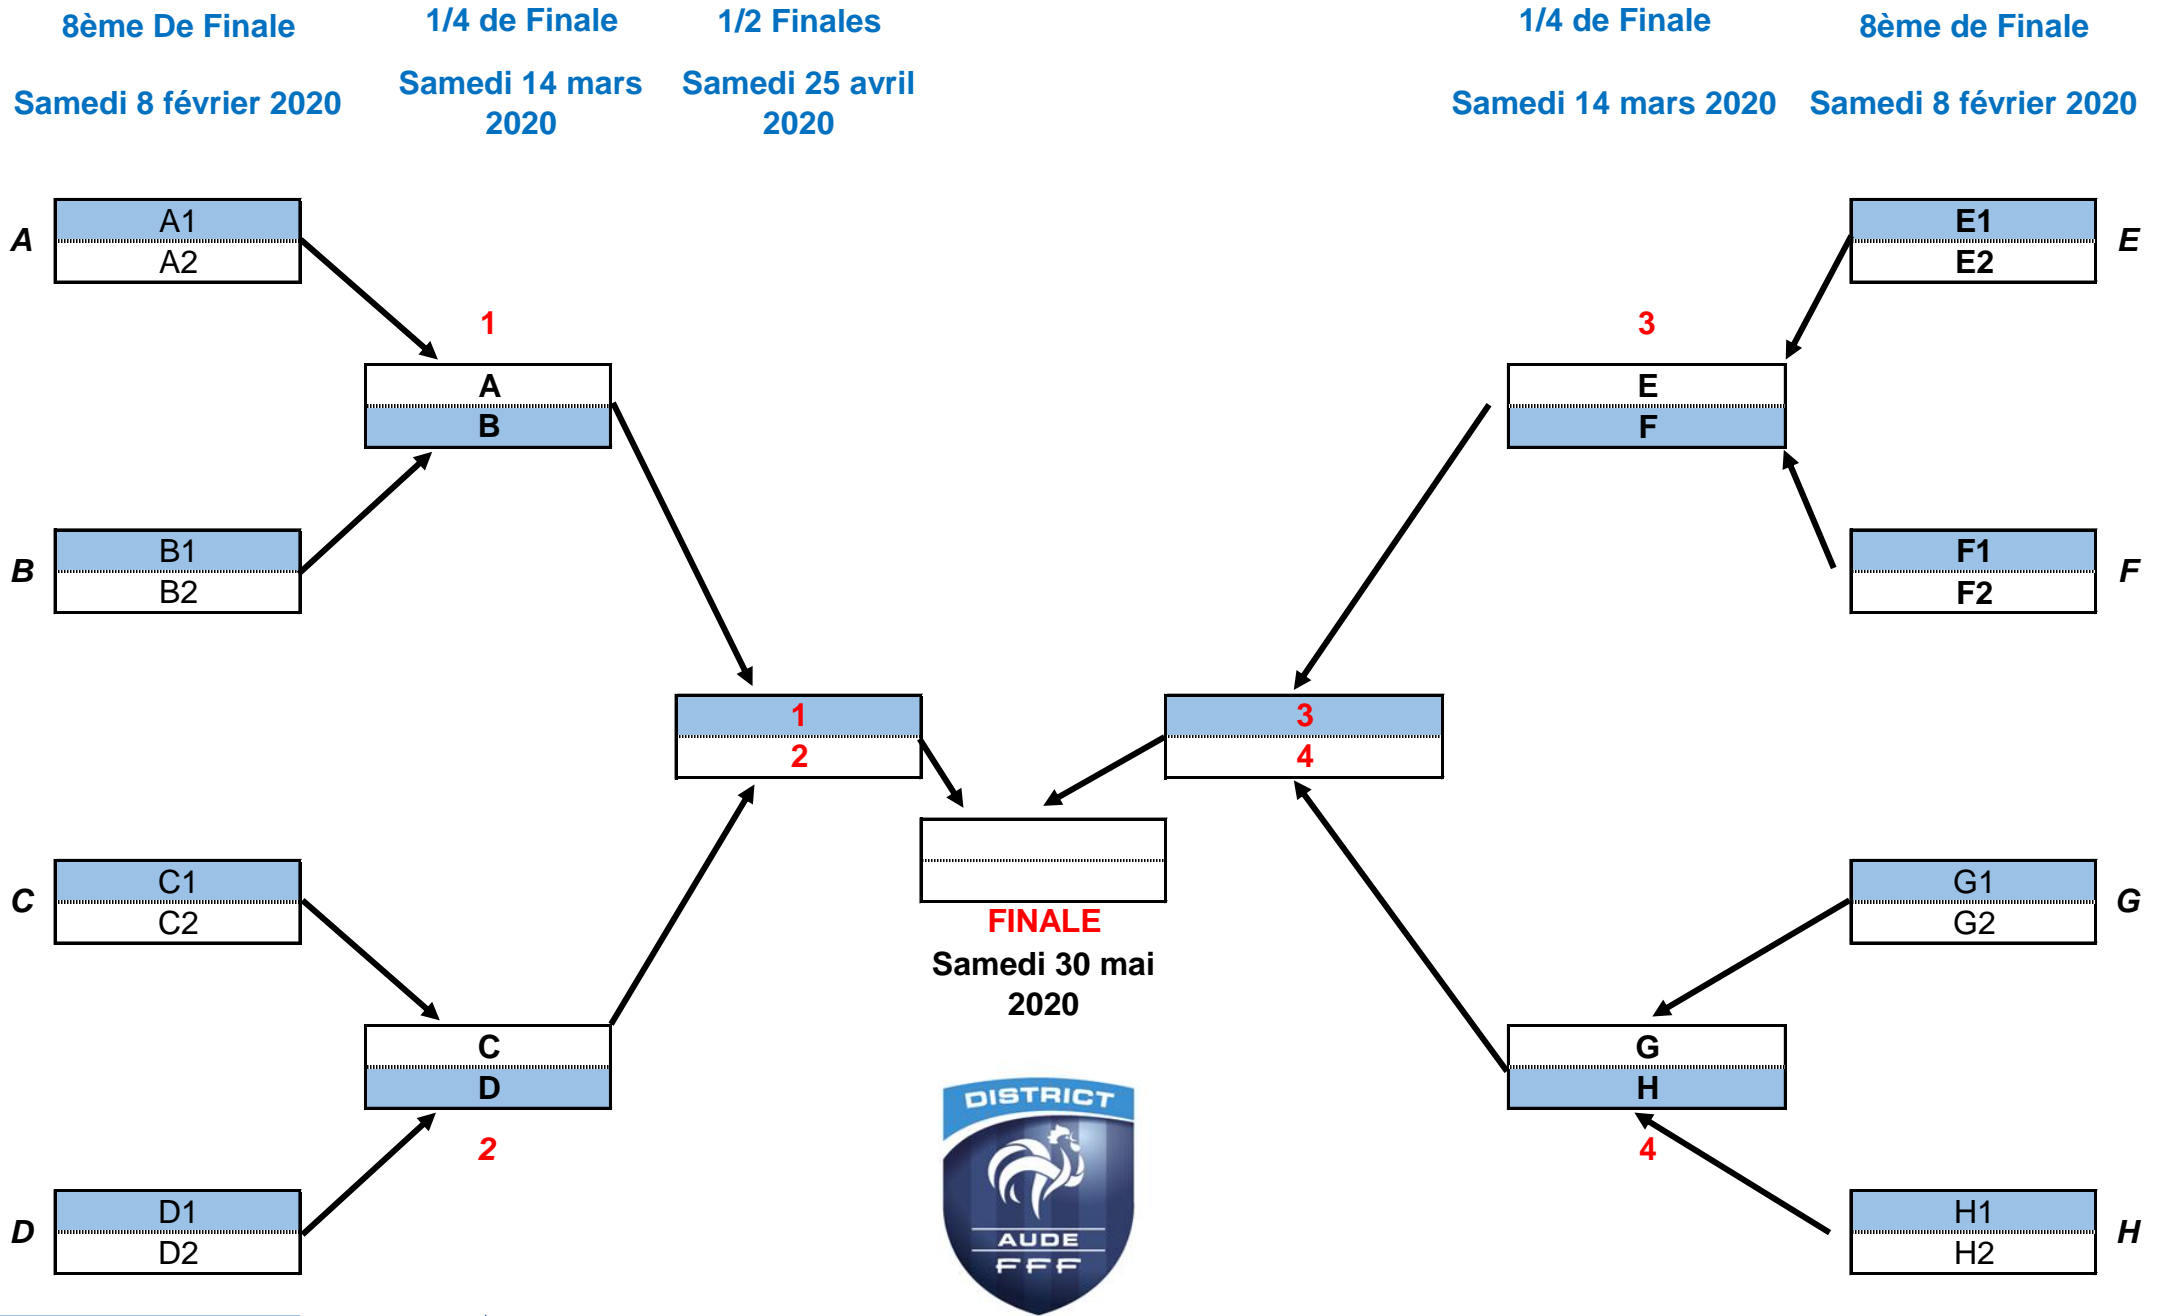 8ème De Finale
1/4 de Finale
1/2 Finales
1/4 de Finale
8ème de Finale
Samedi 8 février 2020
Samedi 14 mars
2020
Samedi 25 avril
2020
Samedi 14 mars 2020
Samedi 8 février 2020
A
A1
A2
E1
E2
E
1
3
A
B
E
F
B
B1
B2
F1
F2
F
1
2
3
4
C
C1
C2
G1
G2
G
FINALE
Samedi 30 mai
2020
C
D
G
H
2
4
D
D1
D2
H1
H2
H
DISTRICT
AUDE
FFF